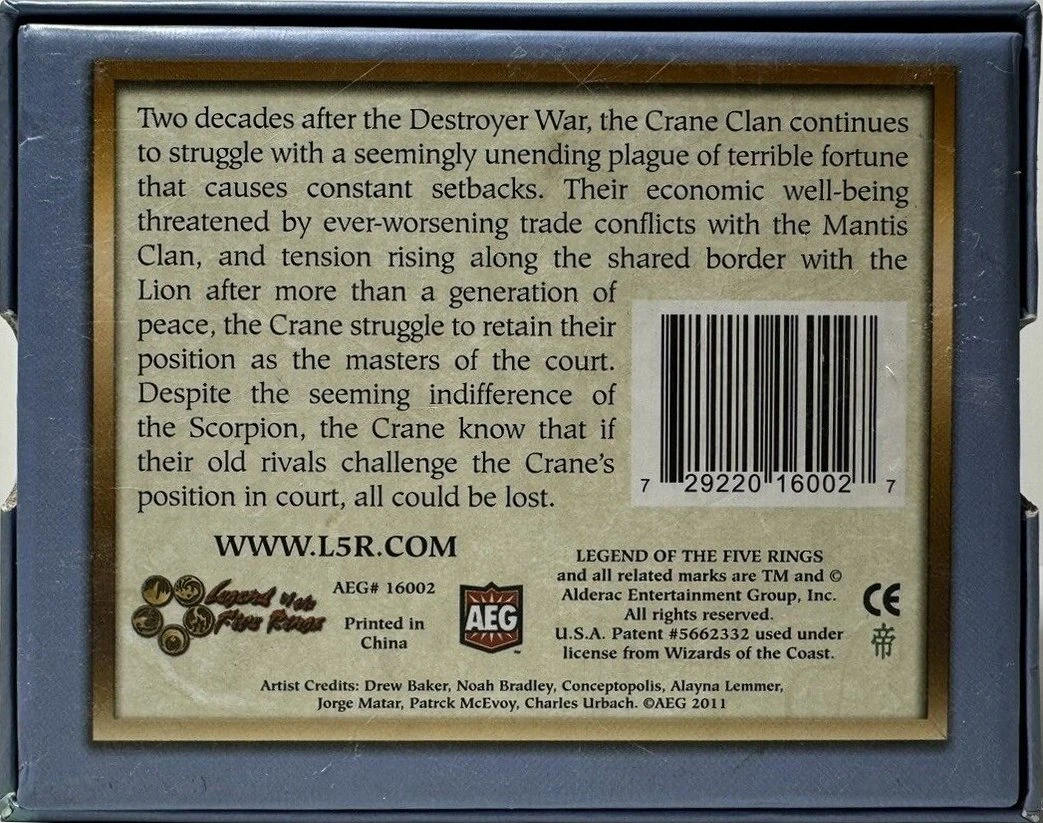 Two decades after the Destroyer War, the Crane Clan continues
to struggle with a seemingly unending plague of terrible fortune
that causes constant setbacks. Their economic well-being
threatened by ever-worsening trade conflicts with the Mantis
Clan, and tension rising along the shared border with the
Lion after more than a generation of
peace, the Crane struggle to retain their
position as the masters of the court.
Despite the seeming indifference of
the Scorpion, the Crane know that if
their old rivals challenge the Crane's
position in court, all could be lost.
7 29220 16002 7
WWW.L5R.COM
Legend of the
Five Rings
AEG# 16002
Printed in
China
AEG
™
LEGEND OF THE FIVE RINGS
and all related marks are TM and ©
Alderac Entertainment Group, Inc.
All rights reserved.
U.S.A. Patent #5662332 used under
license from Wizards of the Coast.
CE
帝
Artist Credits: Drew Baker, Noah Bradley, Conceptopolis, Alayna Lemmer,
Jorge Matar, Patrck McEvoy, Charles Urbach. ©AEG 2011